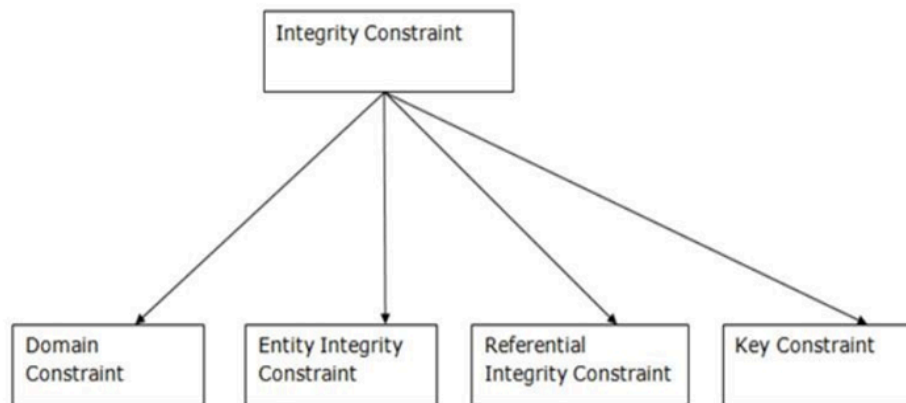 Integrity Constraint
Domain
Constraint
Entity Integrity
Constraint
Referential
Integrity Constraint
Key Constraint